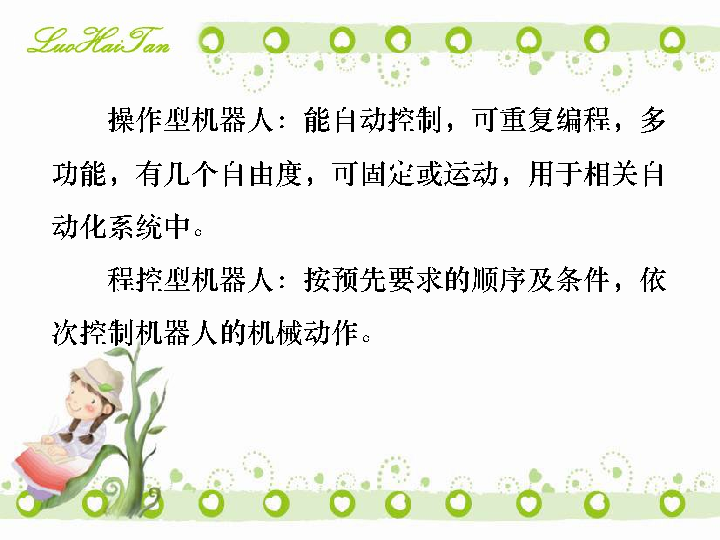 LuoHaiTan
操作型机器人：能自动控制，可重复编程，多
功能，有几个自由度，可固定或运动，用于相关自
动化系统中。
程控型机器人：按预先要求的顺序及条件，依
次控制机器人的机械动作。